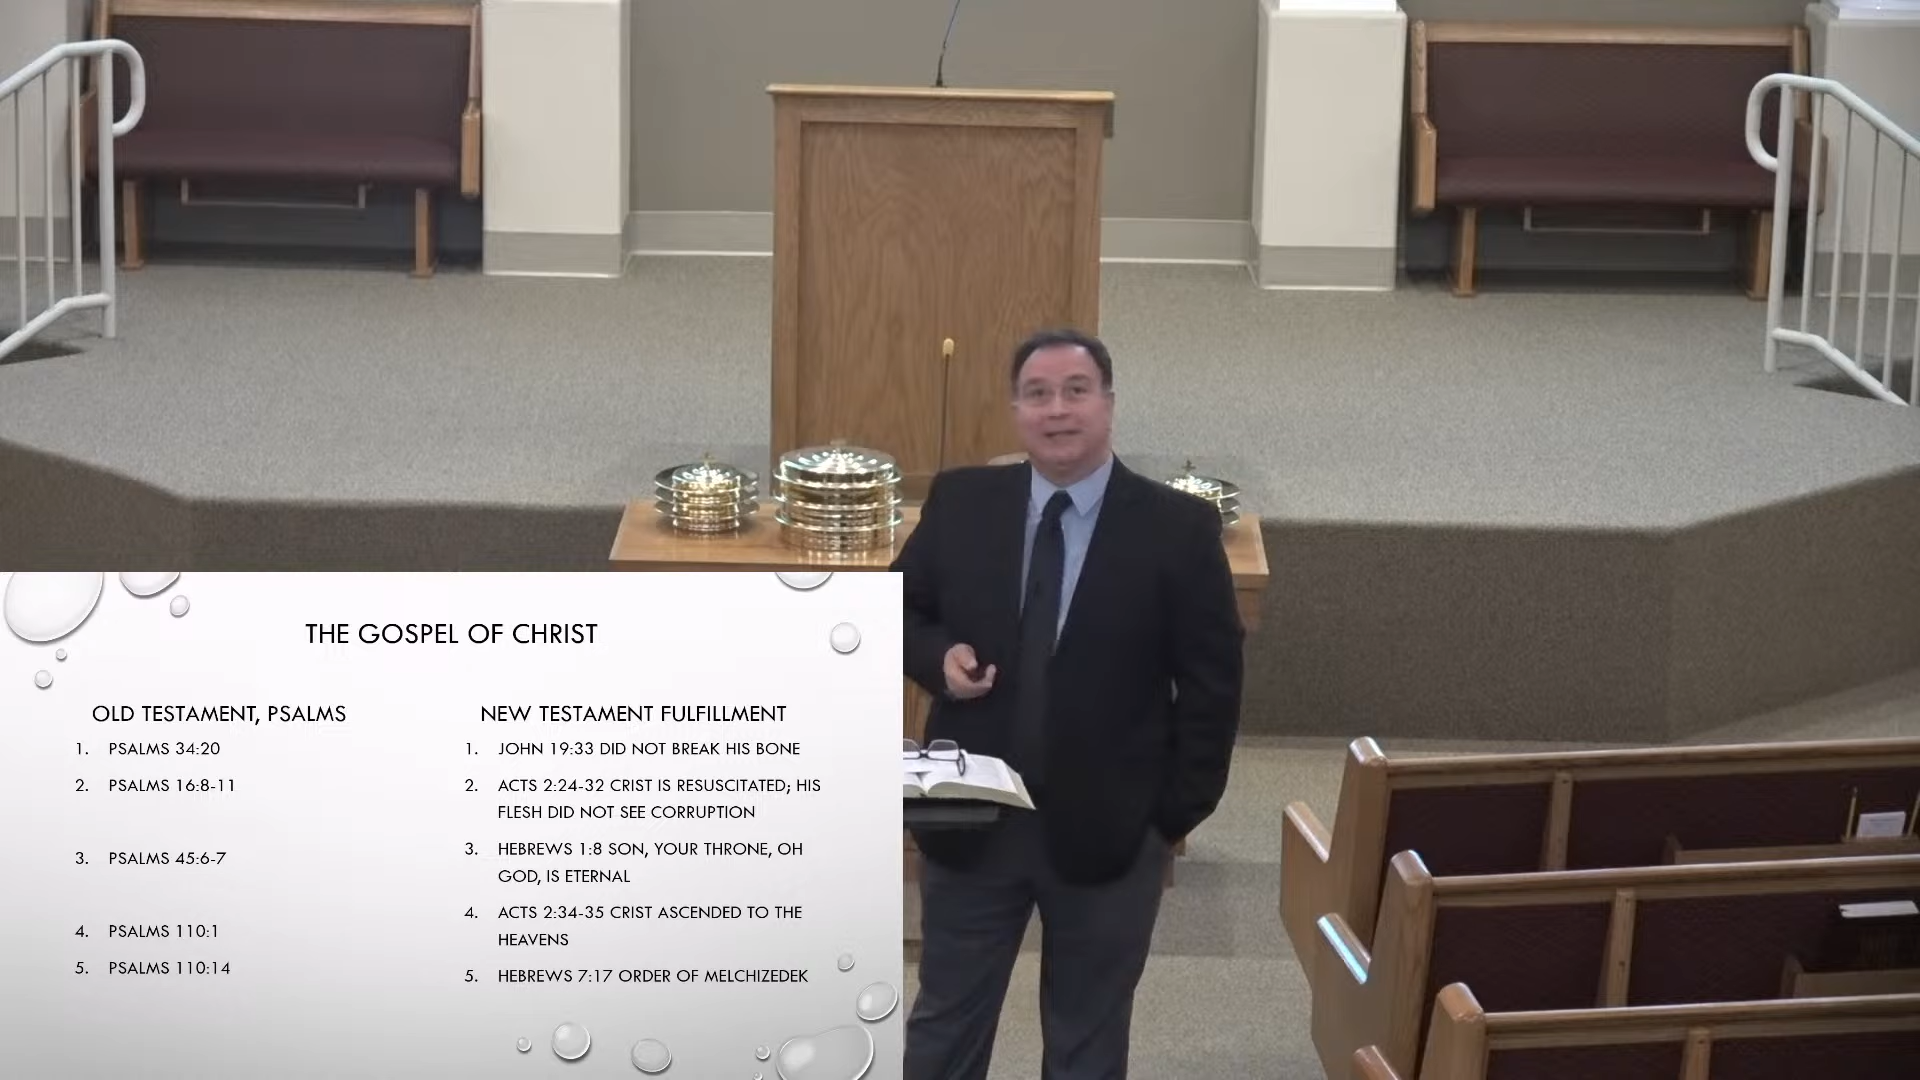 THE GOSPEL OF CHRIST
OLD TESTAMENT, PSALMS
1. PSALMS 34:20
2. PSALMS 16:8-11
3. PSALMS 45:6-7
4. PSALMS 110:1
5. PSALMS 110:14
NEW TESTAMENT FULFILLMENT
1. JOHN 19:33 DID NOT BREAK HIS BONE
2. ACTS 2:24-32 CRIST IS RESUSCITATED; HIS
FLESH DID NOT SEE CORRUPTION
3. HEBREWS 1:8 SON, YOUR THRONE, OH
GOD, IS ETERNAL
4. ACTS 2:34-35 CRIST ASCENDED TO THE
HEAVENS
5. HEBREWS 7:17 ORDER OF MELCHIZEDEK